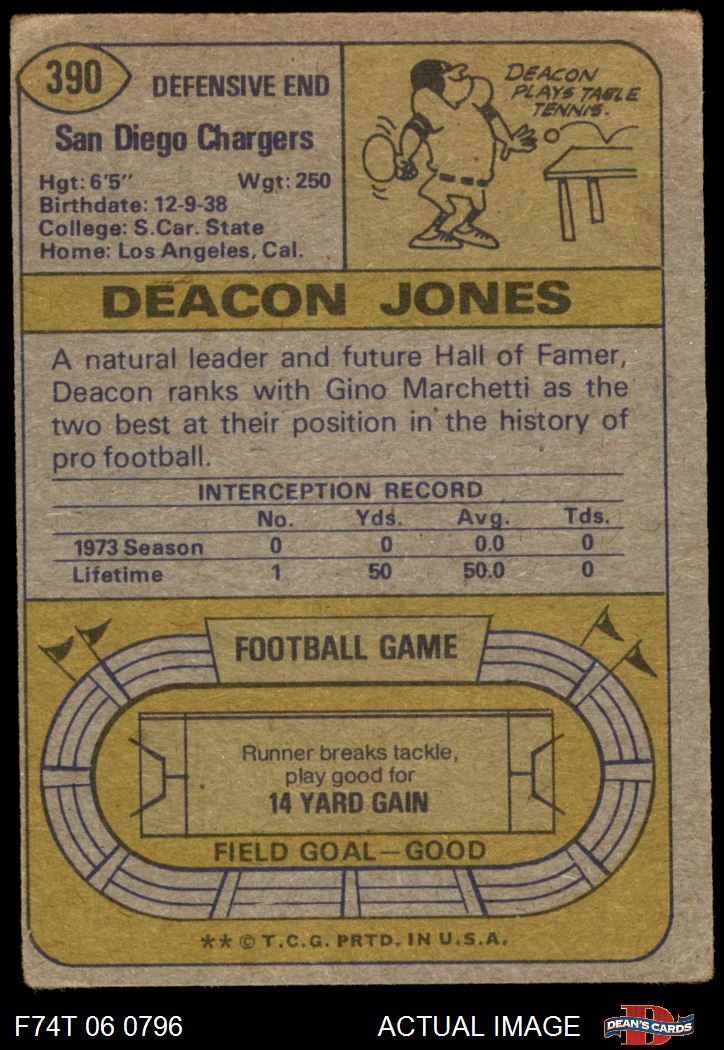 390
DEFENSIVE END
San Diego Chargers
Hgt: 6'5" Wgt: 250
Birthdate: 12-9-38
College: S.Car. State
Home: Los Angeles, Cal.
DEACON
PLAYS TABLE
TENNIS.
DEACON JONES
A natural leader and future Hall of Famer,
Deacon ranks with Gino Marchetti as the
two best at their position in the history of
pro football.
INTERCEPTION RECORD
No. Yds. Avg. Tds.
1973 Season 0 0 0.0 0
Lifetime 1 50 50.0 0
FOOTBALL GAME
Runner breaks tackle,
play good for
14 YARD GAIN
FIELD GOAL—GOOD
** © T.C.G. PRTD. IN U.S.A.
F74T 06 0796 ACTUAL IMAGE
D
DEAN'S CARDS